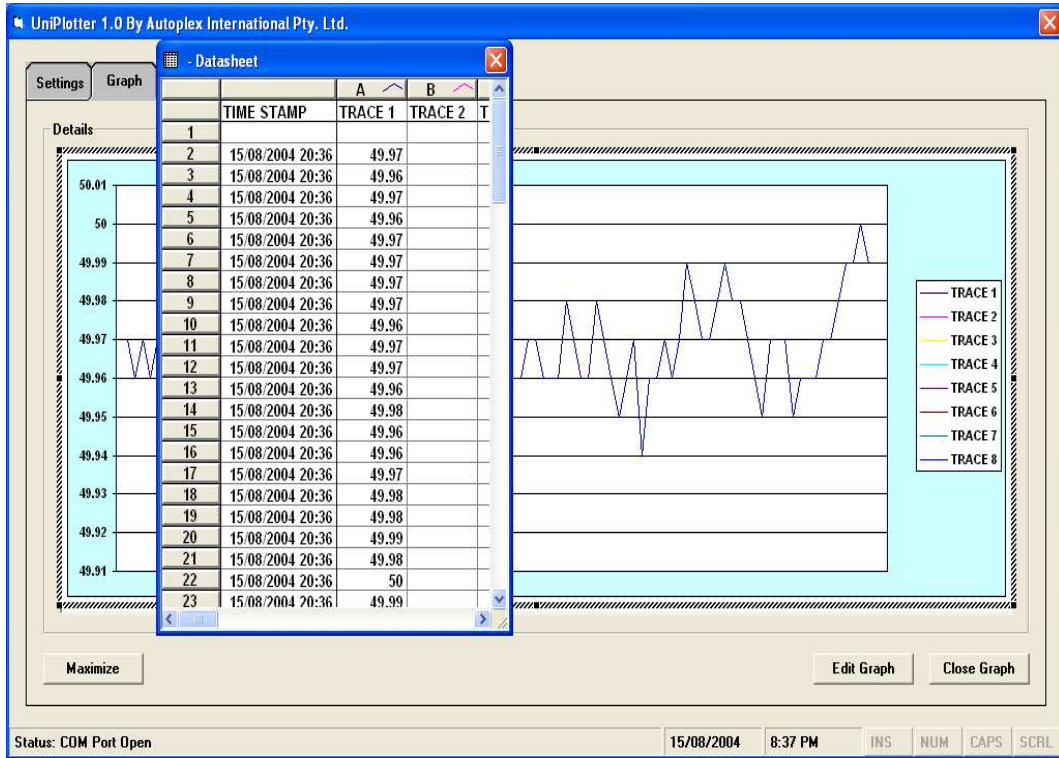 UniPlotter 1.0 By Autoplex International Pty. Ltd.
- Datasheet
Settings
Graph
Details
A B
TIME STAMP TRACE 1 TRACE 2 T
1
2 15/08/2004 20:36 49.97
3 15/08/2004 20:36 49.96
4 15/08/2004 20:36 49.97
5 15/08/2004 20:36 49.96
6 15/08/2004 20:36 49.97
7 15/08/2004 20:36 49.97
8 15/08/2004 20:36 49.97
9 15/08/2004 20:36 49.97
10 15/08/2004 20:36 49.96
11 15/08/2004 20:36 49.97
12 15/08/2004 20:36 49.97
13 15/08/2004 20:36 49.96
14 15/08/2004 20:36 49.98
15 15/08/2004 20:36 49.96
16 15/08/2004 20:36 49.96
17 15/08/2004 20:36 49.97
18 15/08/2004 20:36 49.98
19 15/08/2004 20:36 49.98
20 15/08/2004 20:36 49.99
21 15/08/2004 20:36 49.98
22 15/08/2004 20:36 50
23 15/08/2004 20:36 49.99
50.01
50
49.99
49.98
49.97
49.96
49.95
49.94
49.93
49.92
49.91
TRACE 1
TRACE 2
TRACE 3
TRACE 4
TRACE 5
TRACE 6
TRACE 7
TRACE 8
Maximize
Edit Graph
Close Graph
Status: COM Port Open
15/08/2004
8:37 PM
INS
NUM
CAPS
SCRL